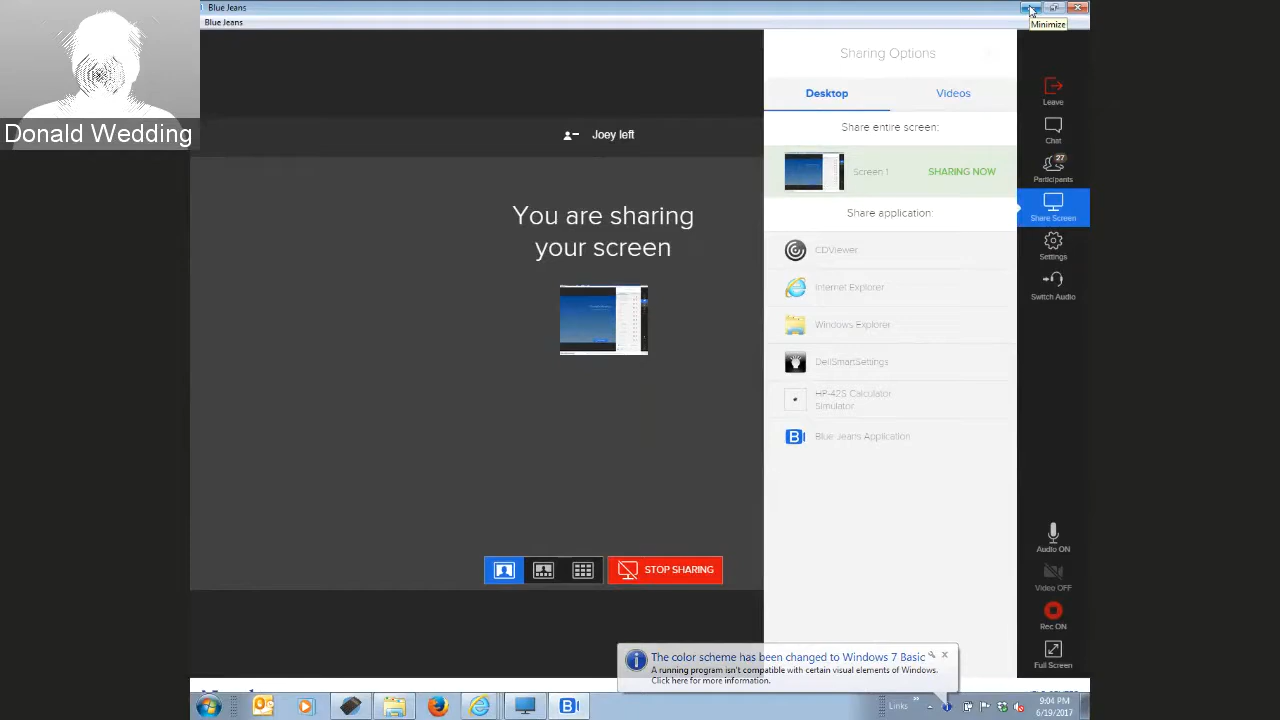 Blue Jeans
Blue Jeans
Minimize
Donald Wedding
Joey left
You are sharing
your screen
STOP SHARING
Sharing Options
Desktop
Videos
Share entire screen:
Screen 1
SHARING NOW
Share application:
CDViewer
Internet Explorer
Windows Explorer
DellSmartSettings
HP-42S Calculator
Simulator
Blue Jeans Application
Leave
Chat
27
Participants
Share Screen
Settings
Switch Audio
Audio ON
Video OFF
Rec ON
Full Screen
The color scheme has been changed to Windows 7 Basic
A running program isn't compatible with certain visual elements of Windows.
Click here for more information.
Links
9:04 PM
6/19/2017